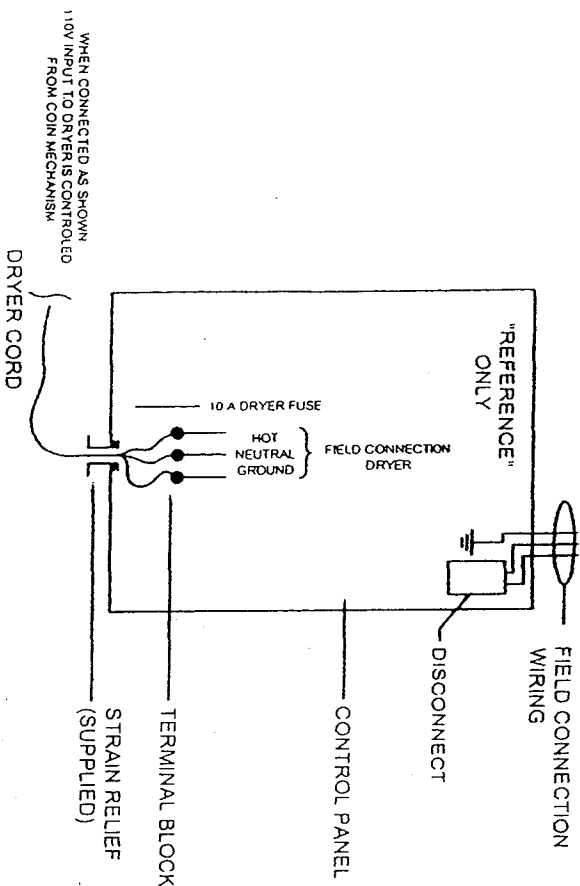 WHEN CONNECTED AS SHOWN
110V INPUT TO DRYER IS CONTROLED
FROM COIN MECHANISM
DRYER CORD
"REFERENCE"
ONLY
10 A DRYER FUSE
HOT
NEUTRAL
GROUND
FIELD CONNECTION
DRYER
FIELD CONNECTION
WIRING
DISCONNECT
CONTROL PANEL
TERMINAL BLOCK
STRAIN RELIEF
(SUPPLIED)